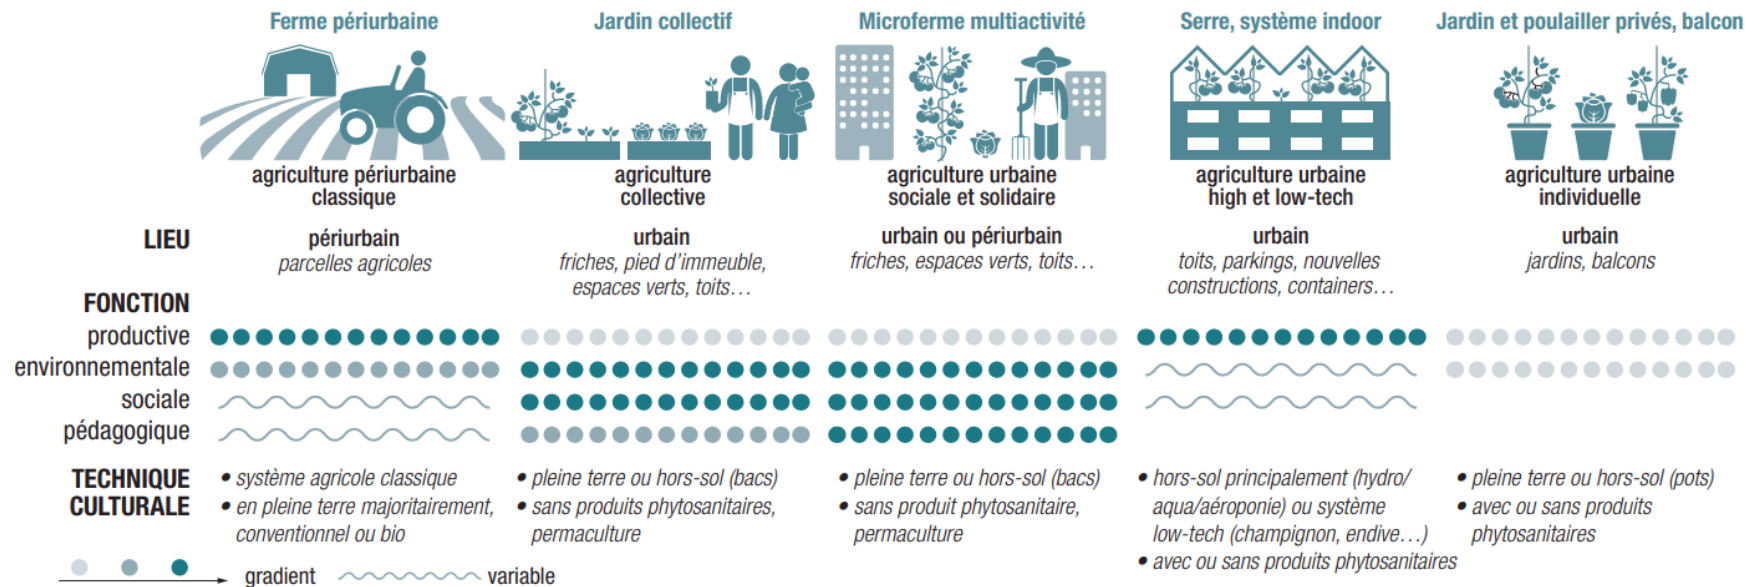 Ferme périurbaine
Jardin collectif
Microferme multiactivité
Serre, système indoor
Jardin et poulailler privés, balcon
agriculture périurbaine
classique
agriculture
collective
agriculture urbaine
sociale et solidaire
agriculture urbaine
high et low-tech
agriculture urbaine
individuelle
LIEU
périurbain
parcelles agricoles
urbain
friches, pied d'immeuble,
espaces verts, toits…
urbain ou périurbain
friches, espaces verts, toits…
urbain
toits, parkings, nouvelles
constructions, containers…
urbain
jardins, balcons
FONCTION
productive
environnementale
sociale
pédagogique
TECHNIQUE
CULTURALE
• système agricole classique
• en pleine terre majoritairement,
conventionnel ou bio
• pleine terre ou hors-sol (bacs)
• sans produits phytosanitaires,
permaculture
• pleine terre ou hors-sol (bacs)
• sans produit phytosanitaire,
permaculture
• hors-sol principalement (hydro/
aqua/aéroponie) ou système
low-tech (champignon, endive…)
• avec ou sans produits phytosanitaires
• pleine terre ou hors-sol (pots)
• avec ou sans produits
phytosanitaires
gradient
variable